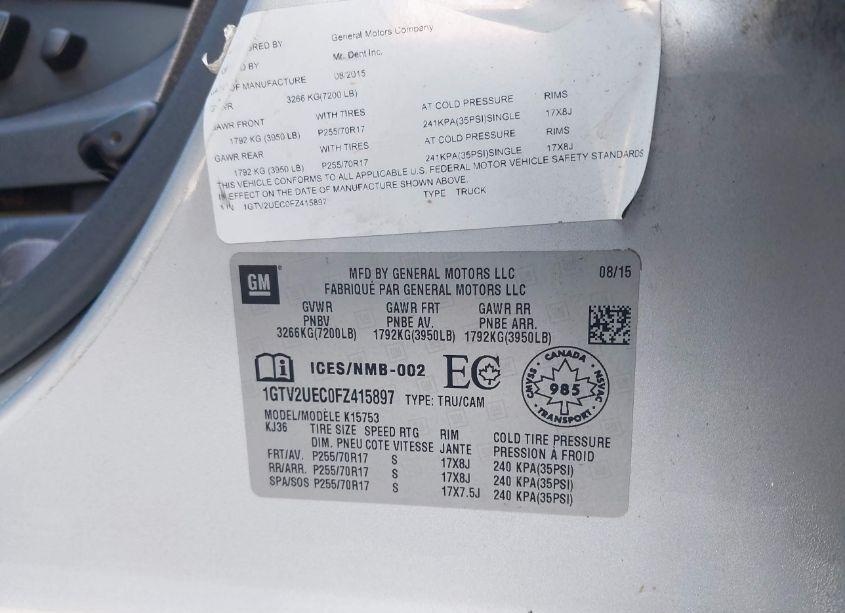 ORED BY General Motors Company
D BY Mr. Dent Inc.
OF MANUFACTURE 08/2015
3266 KG(7200 LB)
GAWR FRONT WITH TIRES AT COLD PRESSURE RIMS
1792 KG (3950 LB) P255/70R17 241KPA(35PSI)SINGLE 17X8J
GAWR REAR WITH TIRES AT COLD PRESSURE RIMS
1792 KG (3950 LB) P255/70R17 241KPA(35PSI)SINGLE 17X8J
THIS VEHICLE CONFORMS TO ALL APPLICABLE U.S. FEDERAL MOTOR VEHICLE SAFETY STANDARDS
IN EFFECT ON THE DATE OF MANUFACTURE SHOWN ABOVE.
1GTV2UEC0FZ415897 TYPE TRUCK
GM MFD BY GENERAL MOTORS LLC 08/15
FABRIQUÉ PAR GENERAL MOTORS LLC
GVWR GAWR FRT GAWR RR
PNBV PNBE AV. PNBE ARR.
3266KG(7200LB) 1792KG(3950LB) 1792KG(3950LB)
ICES/NMB-002 EC
CANADA CMVSS 985 NSVAC TRANSPORT
1GTV2UEC0FZ415897 TYPE: TRU/CAM
MODEL/MODÈLE K15753
KJ36 TIRE SIZE SPEED RTG RIM COLD TIRE PRESSURE
DIM. PNEU COTE VITESSE JANTE PRESSION À FROID
FRT/AV. P255/70R17 S 17X8J 240 KPA(35PSI)
RR/ARR. P255/70R17 S 17X8J 240 KPA(35PSI)
SPA/SOS P255/70R17 S 17X7.5J 240 KPA(35PSI)